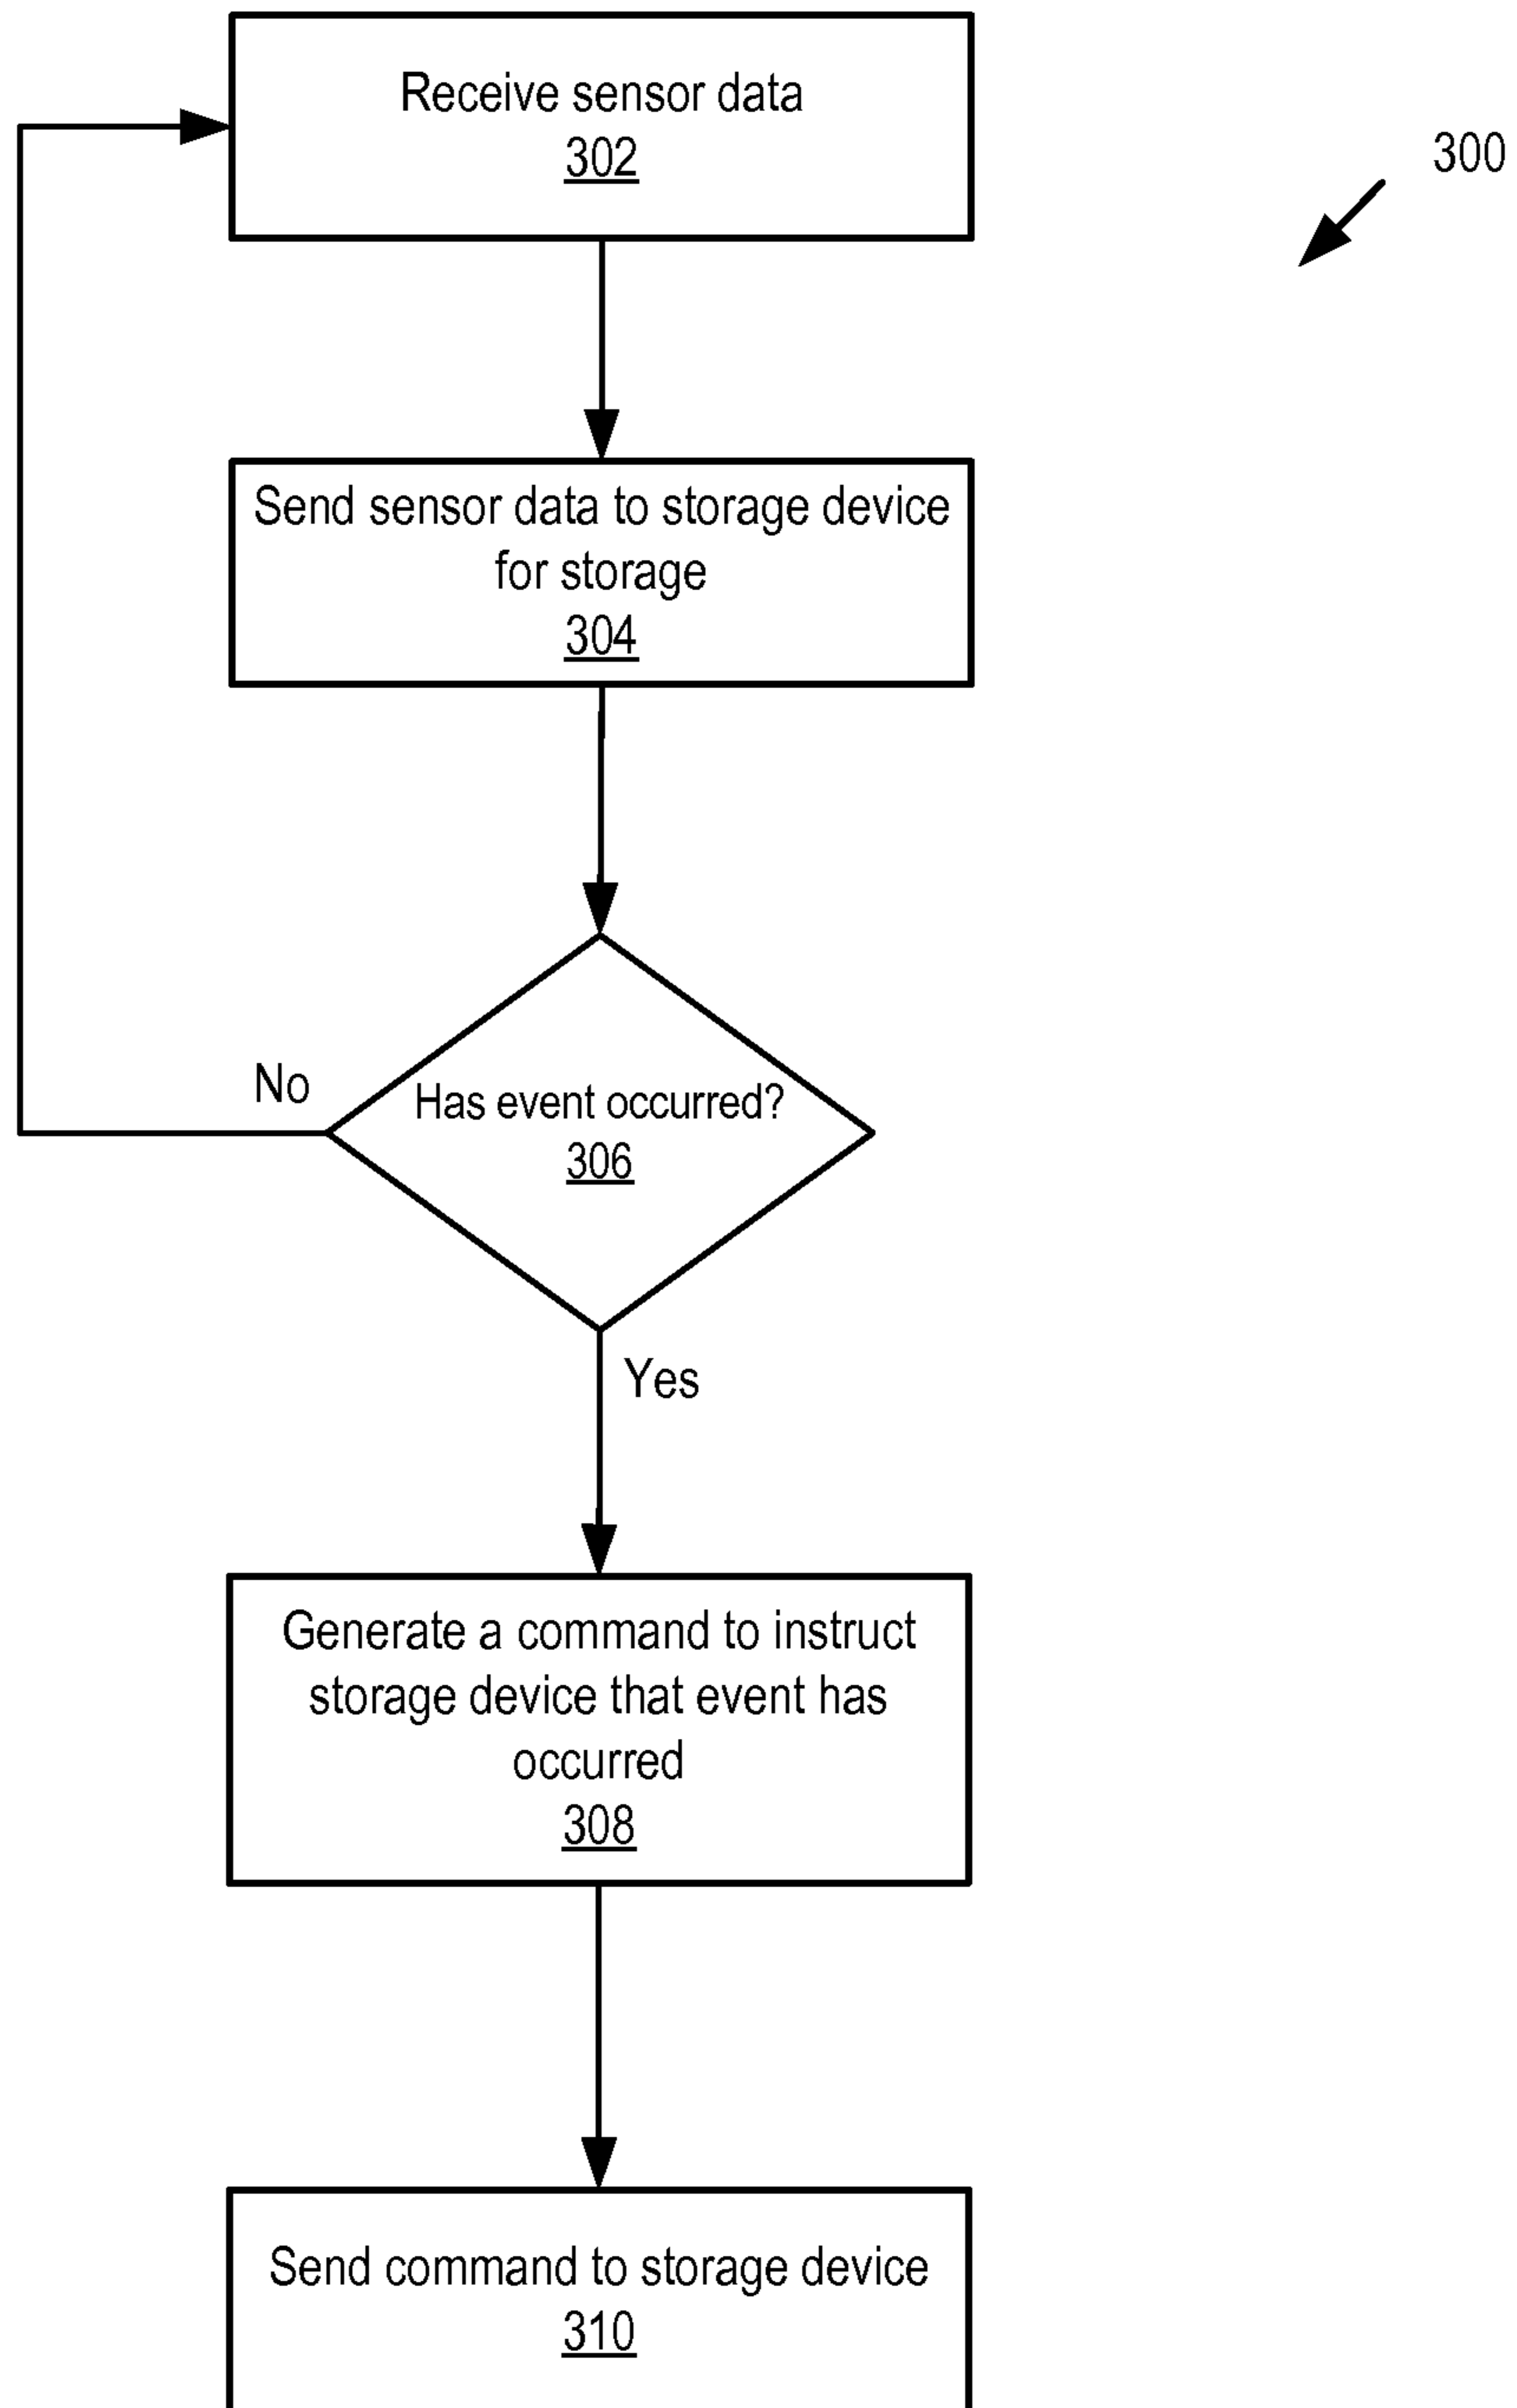 Receive sensor data
302
300
Send sensor data to storage device
for storage
304
No
Has event occurred?
306
Yes
Generate a command to instruct
storage device that event has
occurred
308
Send command to storage device
310